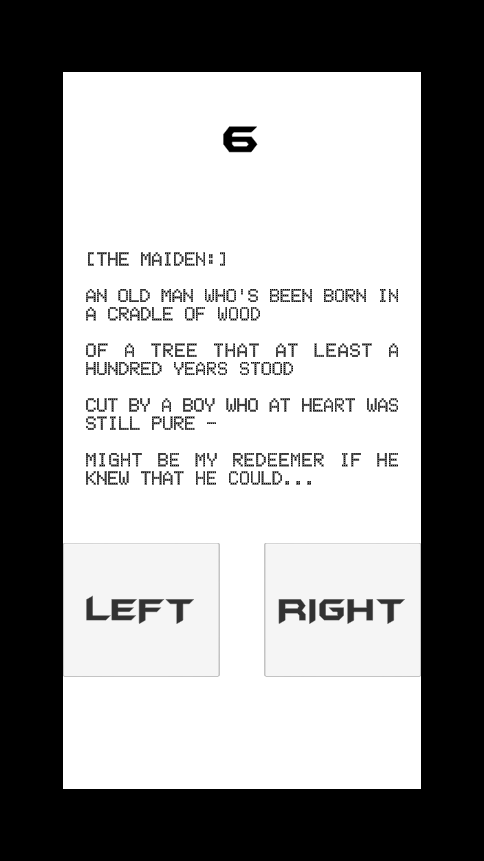 6
[THE MAIDEN:]
AN OLD MAN WHO'S BEEN BORN IN
A CRADLE OF WOOD
OF A TREE THAT AT LEAST A
HUNDRED YEARS STOOD
CUT BY A BOY WHO AT HEART WAS
STILL PURE -
MIGHT BE MY REDEEMER IF HE
KNEW THAT HE COULD...
LEFT RIGHT